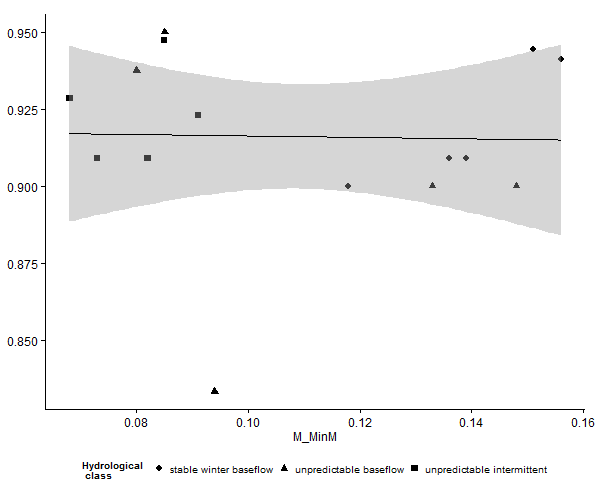 0.950
0.925
0.900
0.875
0.850
0.08 0.10 0.12 0.14 0.16
M_MinM
Hydrological
class
stable winter baseflow unpredictable baseflow unpredictable intermittent